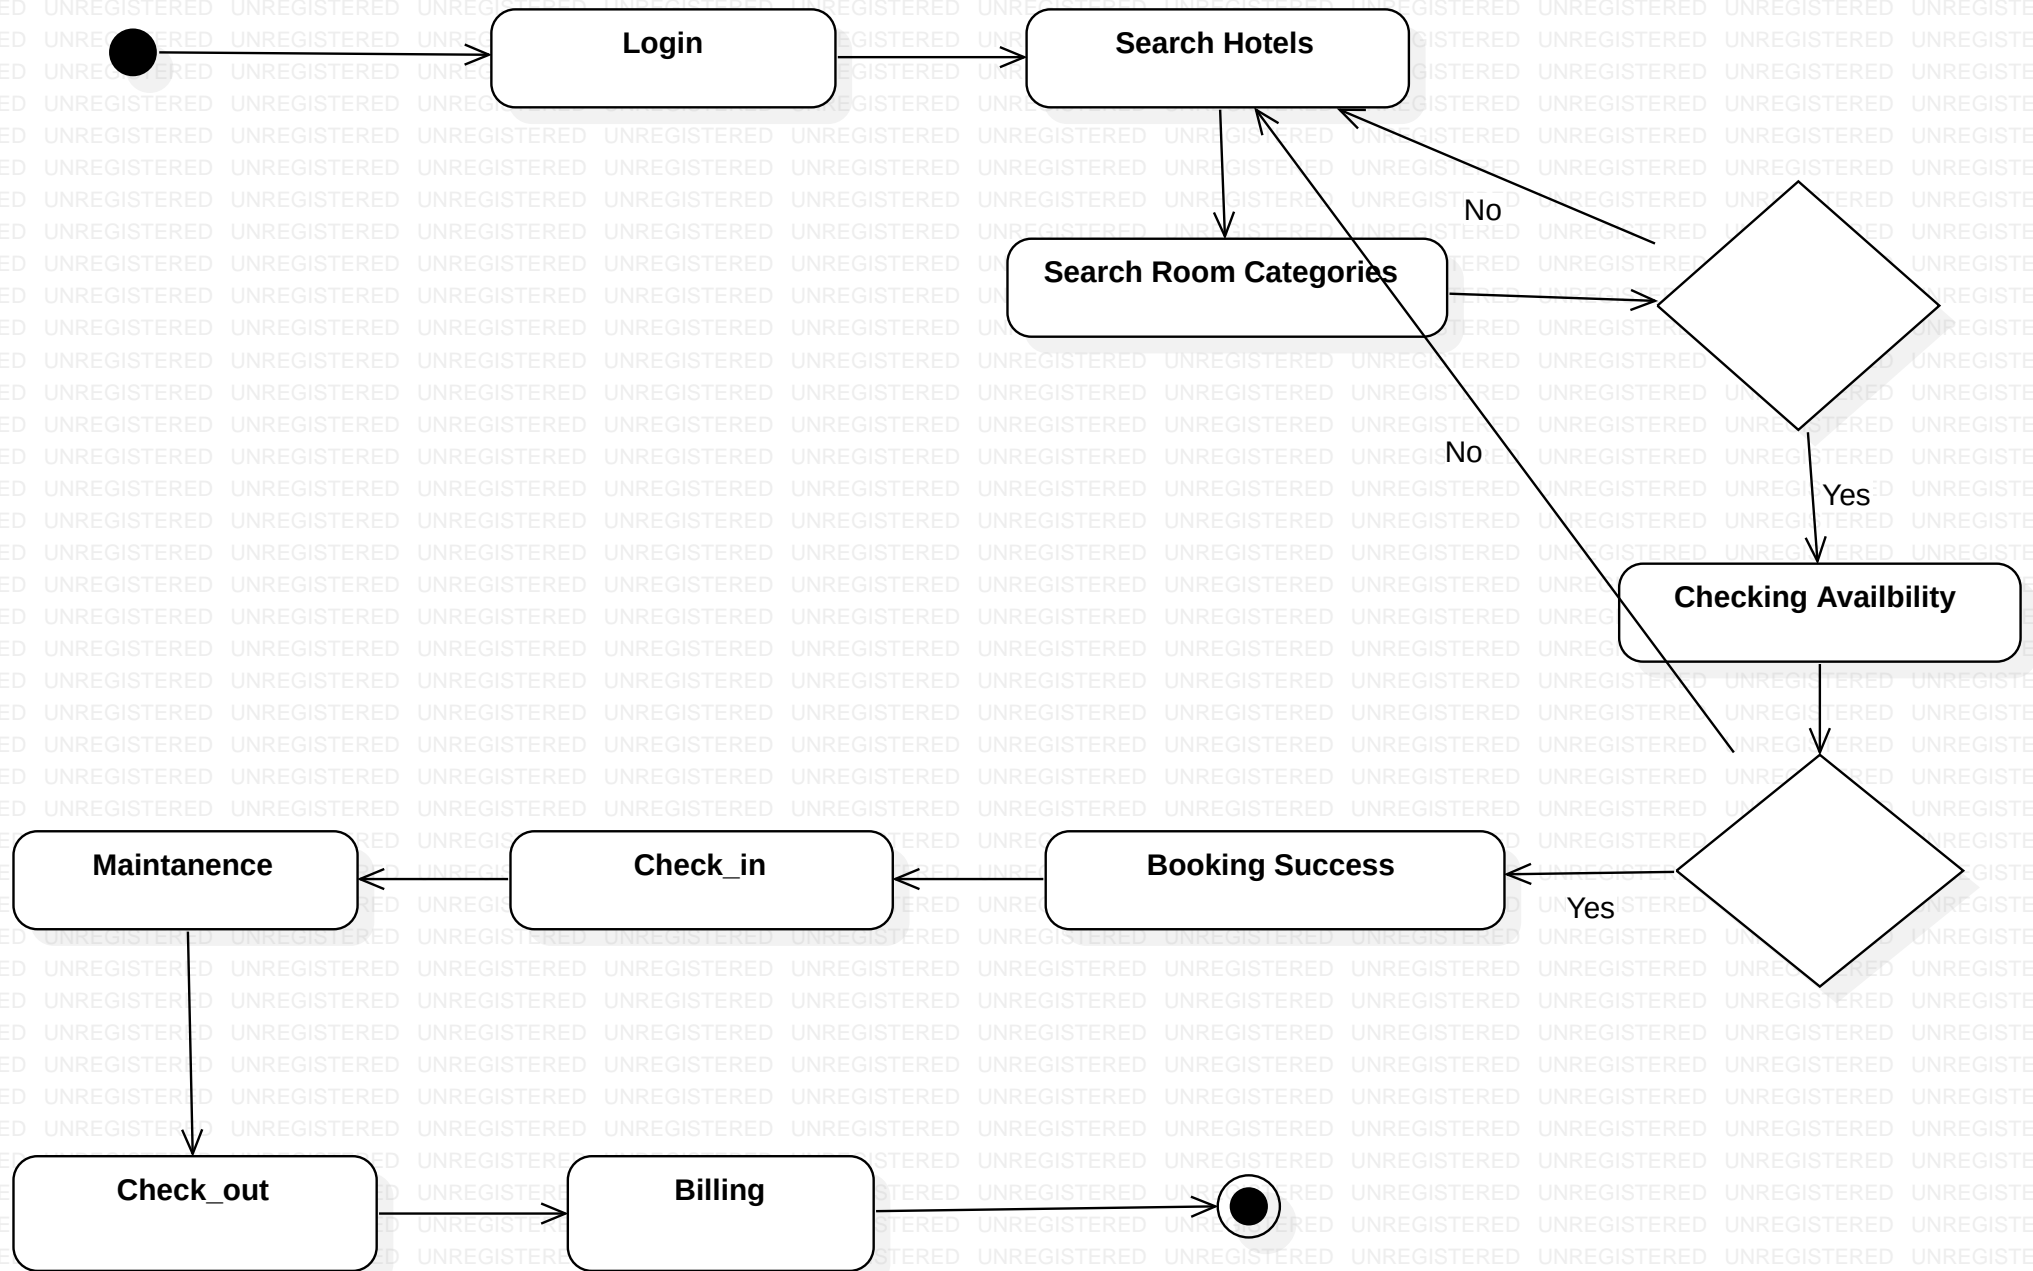 Login
Search Hotels
No
Search Room Categories
No
Yes
Checking Availbility
Maintanence
Check_in
Booking Success
Yes
Check_out
Billing
UNREGISTERED